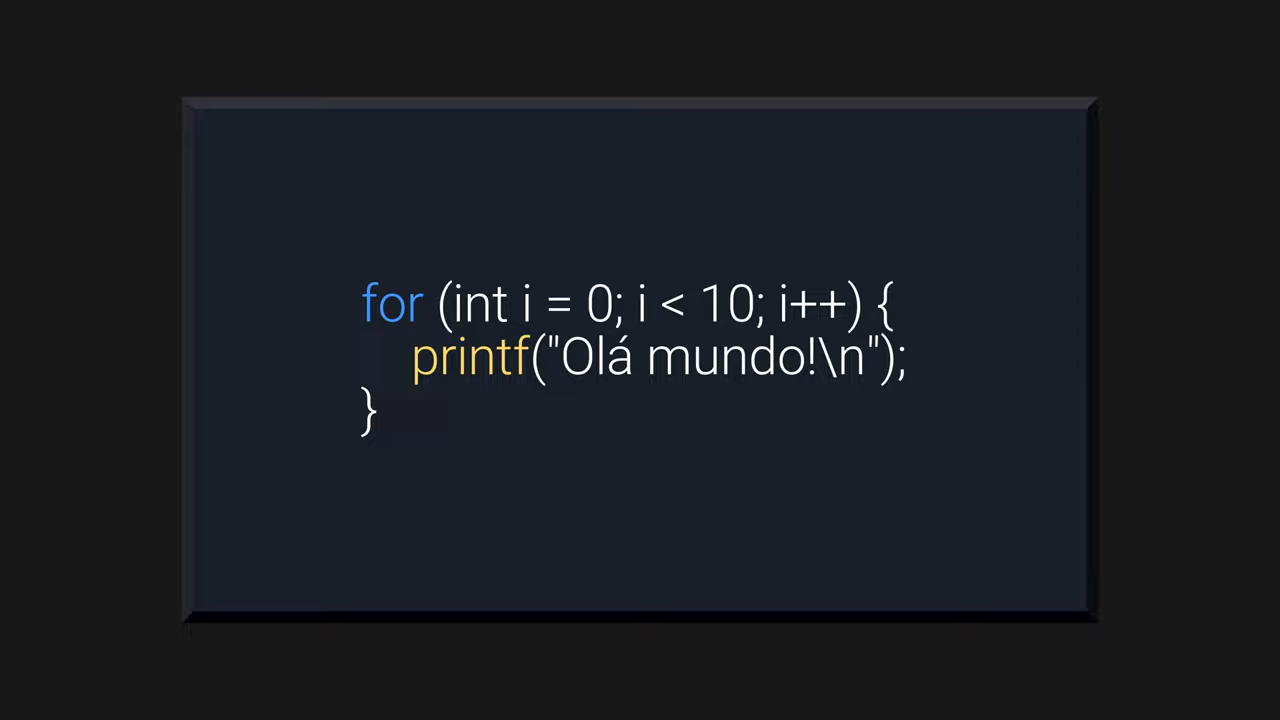 for (int i = 0; i < 10; i++) {
printf("Olá mundo!\n");
}